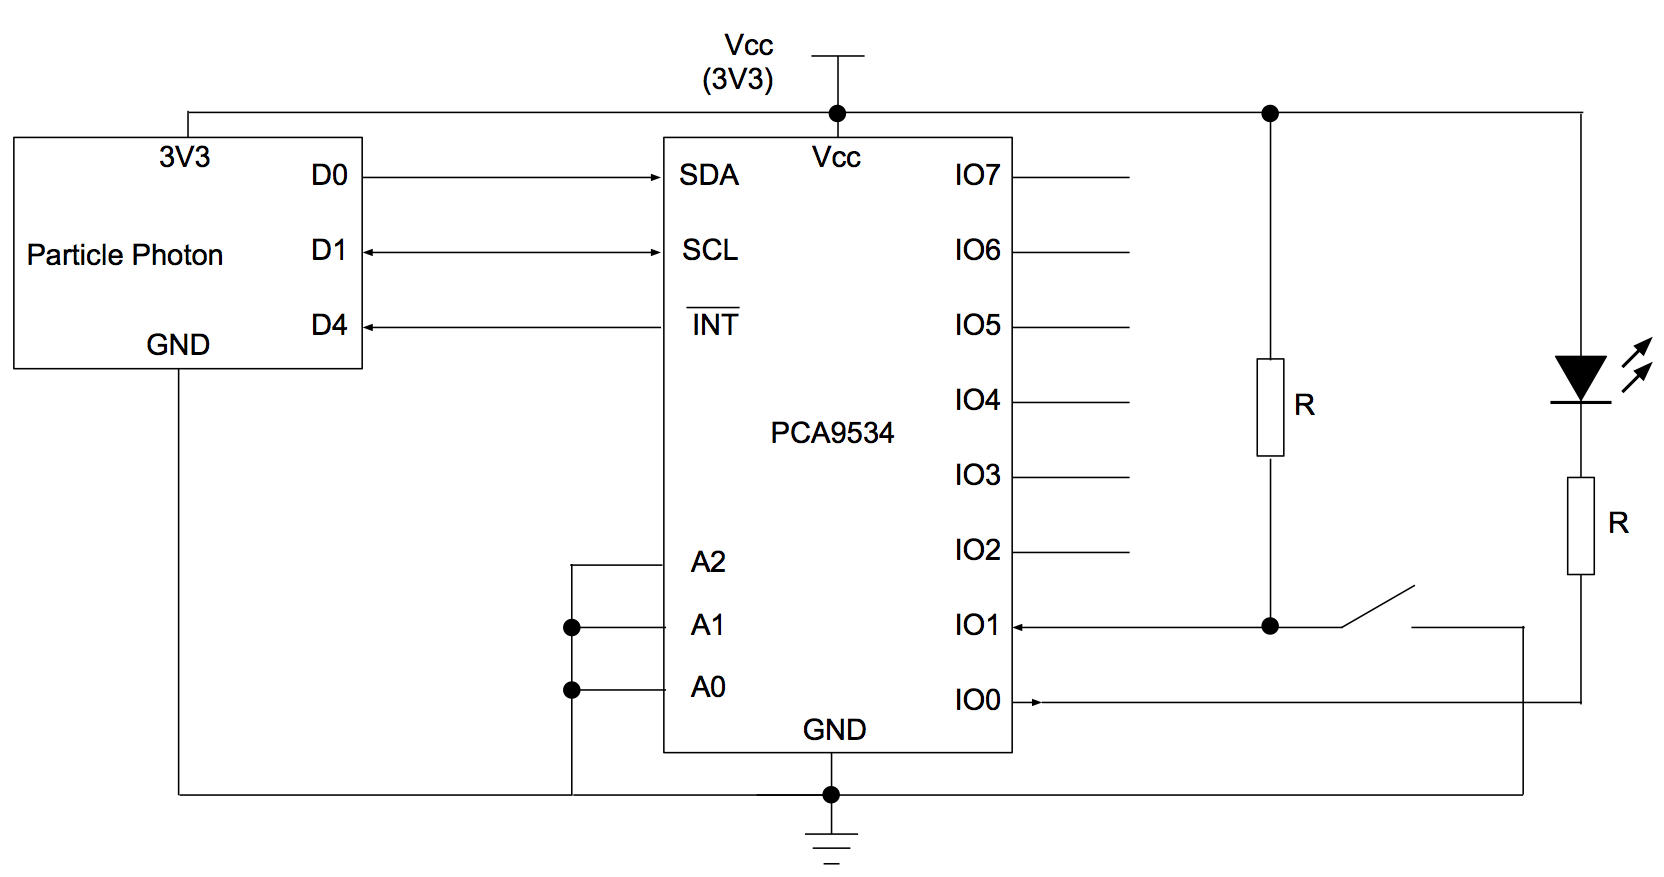 Vcc
(3V3)
3V3
D0
Particle Photon
D1
D4
GND
Vcc
SDA
SCL
INT
PCA9534
A2
A1
A0
GND
IO7
IO6
IO5
IO4
IO3
IO2
IO1
IO0
R
R